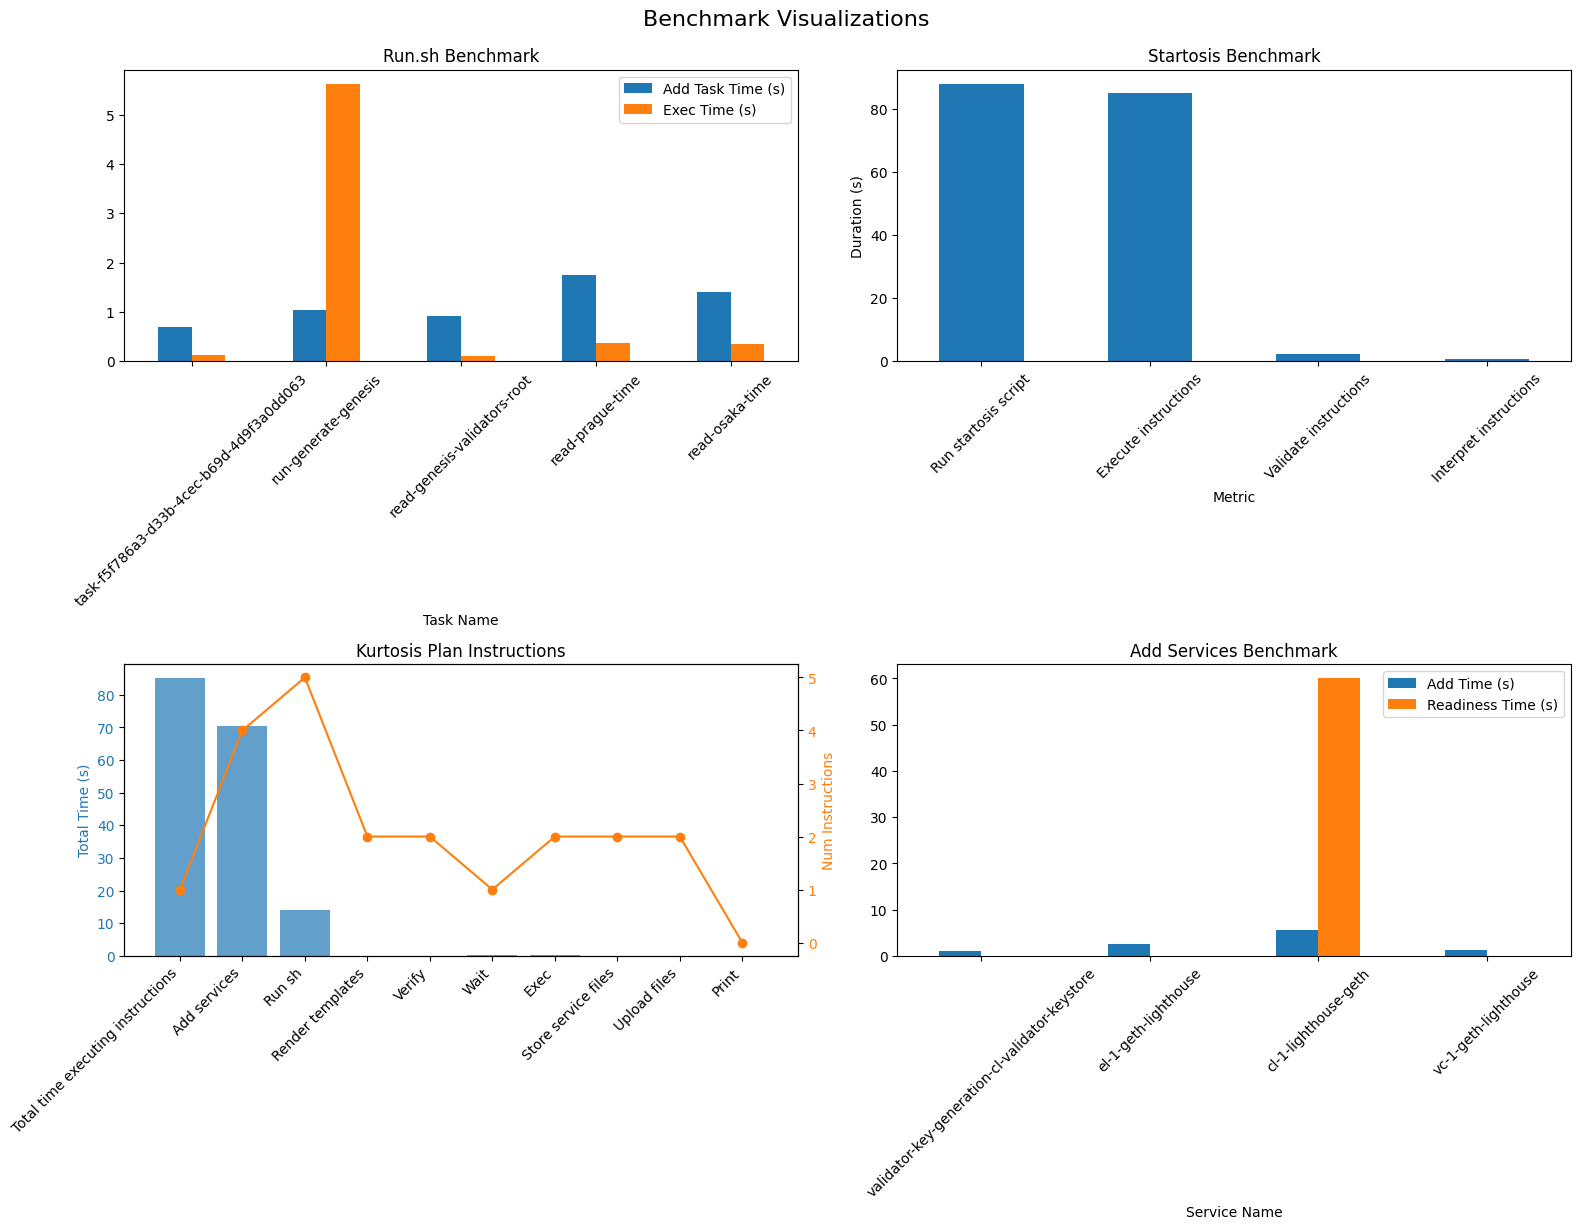 Benchmark Visualizations
Run.sh Benchmark
Add Task Time (s)
Exec Time (s)
5
4
3
2
1
0
task-f5f786a3-d33b-4cec-b69d-4d9f3a0dd063
run-generate-genesis
read-genesis-validators-root
read-prague-time
read-osaka-time
Task Name
Startosis Benchmark
Duration (s)
80
60
40
20
0
Run startosis script
Execute instructions
Validate instructions
Interpret instructions
Metric
Kurtosis Plan Instructions
Total Time (s)
80
70
60
50
40
30
20
10
0
Num Instructions
5
4
3
2
1
0
Total time executing instructions
Add services
Run sh
Render templates
Verify
Wait
Exec
Store service files
Upload files
Print
Add Services Benchmark
Add Time (s)
Readiness Time (s)
60
50
40
30
20
10
0
validator-key-generation-cl-validator-keystore
el-1-geth-lighthouse
cl-1-lighthouse-geth
vc-1-geth-lighthouse
Service Name